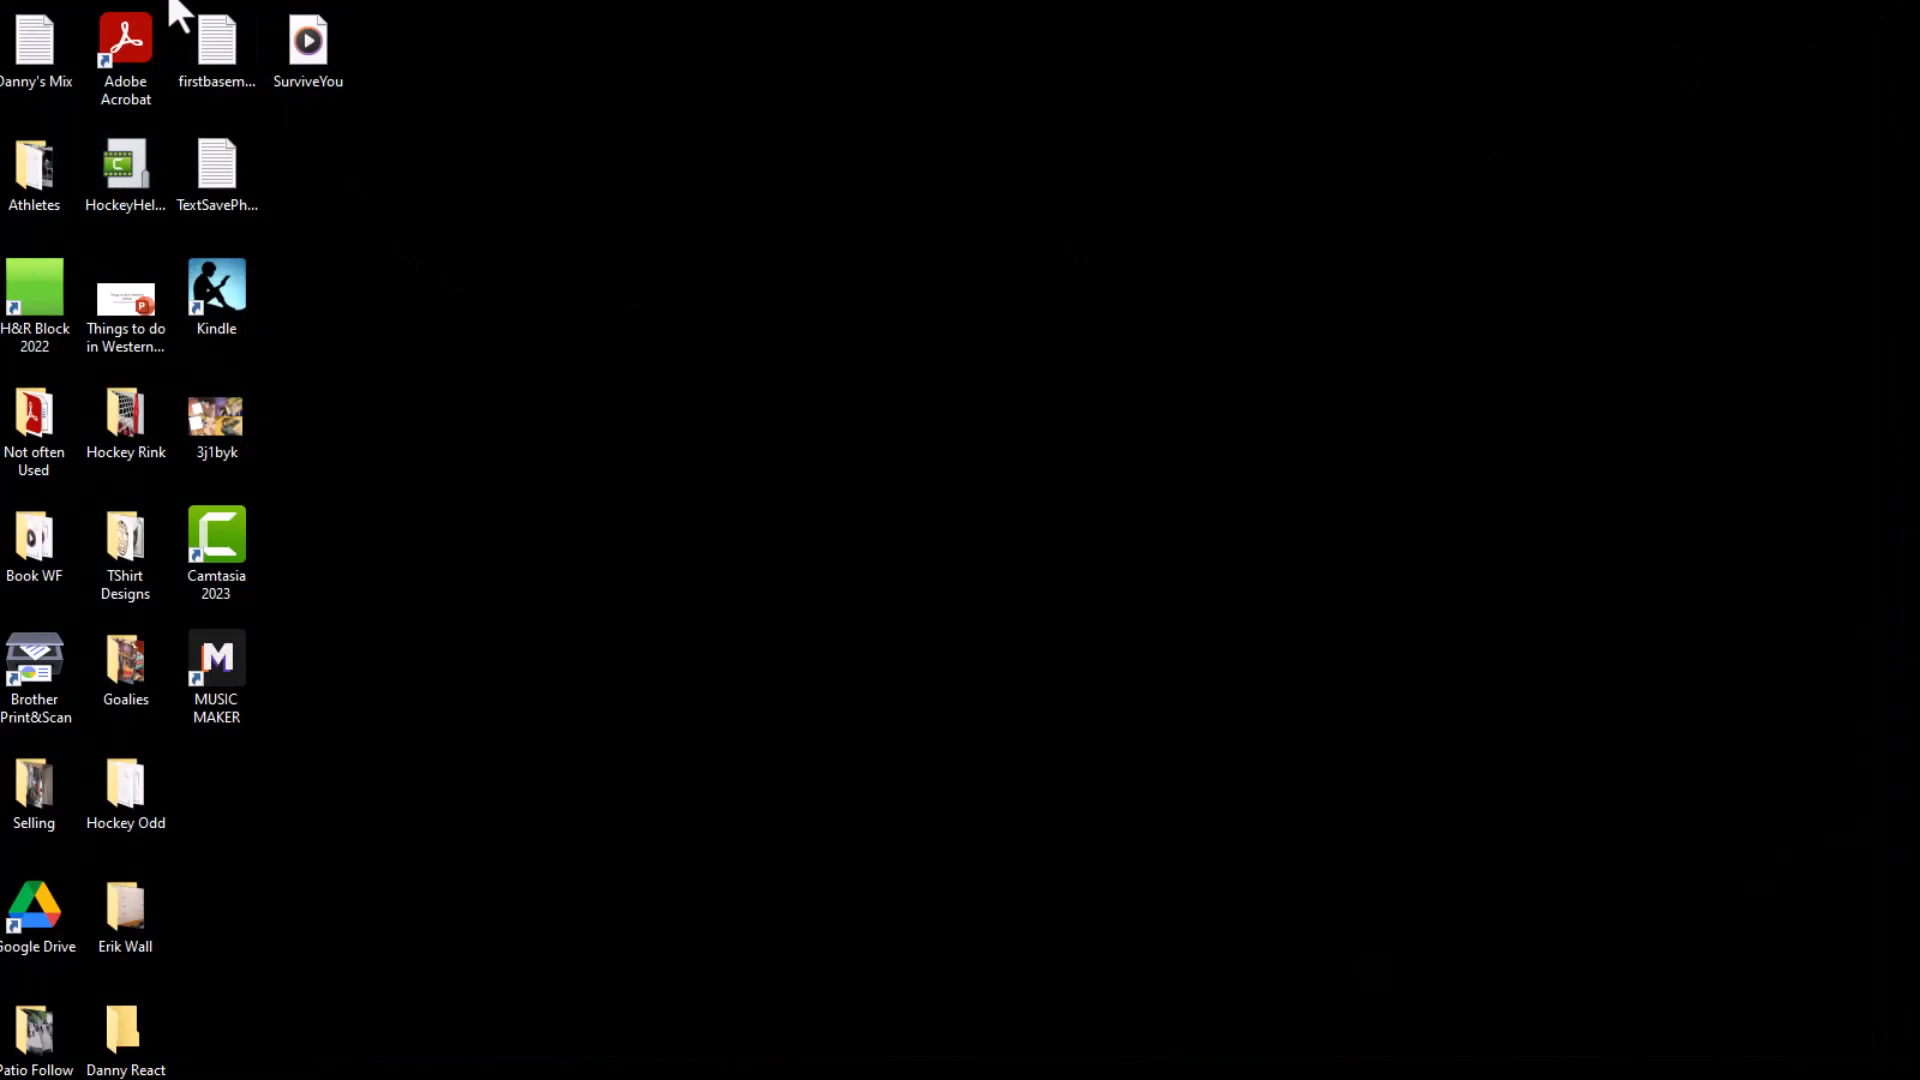 Danny's Mix
Adobe
Acrobat
firstbasem...
SurviveYou
Athletes
HockeyHel...
TextSavePh...
H&R Block
2022
Things to do
in Western...
Kindle
Not often
Used
Hockey Rink
3j1byk
Book WF
TShirt
Designs
Camtasia
2023
Brother
Print&Scan
Goalies
M
MUSIC
MAKER
Selling
Hockey Odd
Google Drive
Erik Wall
Patio Follow
Danny React